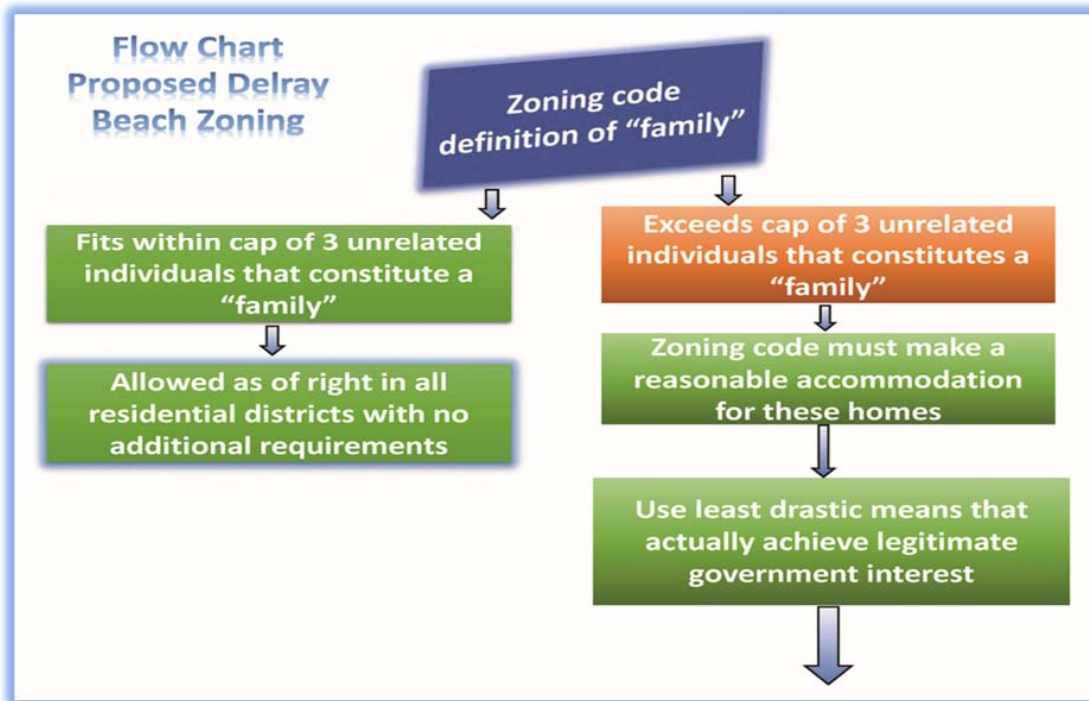 Flow Chart
Proposed Delray
Beach Zoning
Zoning code
definition of “family”
Fits within cap of 3 unrelated
individuals that constitute a
“family”
Allowed as of right in all
residential districts with no
additional requirements
Exceeds cap of 3 unrelated
individuals that constitutes a
“family”
Zoning code must make a
reasonable accommodation
for these homes
Use least drastic means that
actually achieve legitimate
government interest